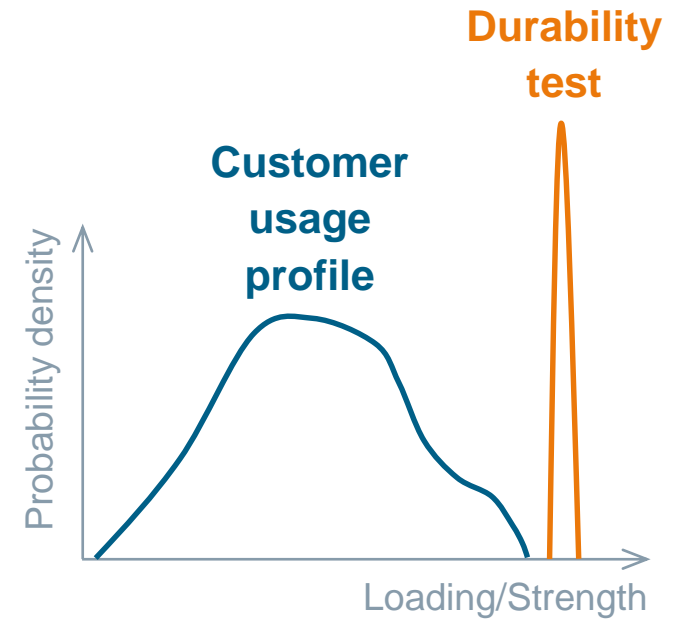 Durability
test
Customer
usage
profile
Probability density
Loading/Strength